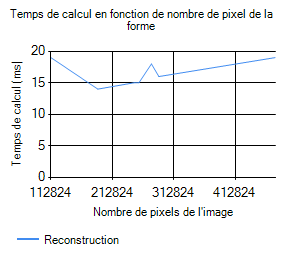 Temps de calcul en fonction de nombre de pixel de la
forme
Temps de calcul (ms)
20
15
10
5
0
112824 212824 312824 412824
Nombre de pixels de l'image
Reconstruction